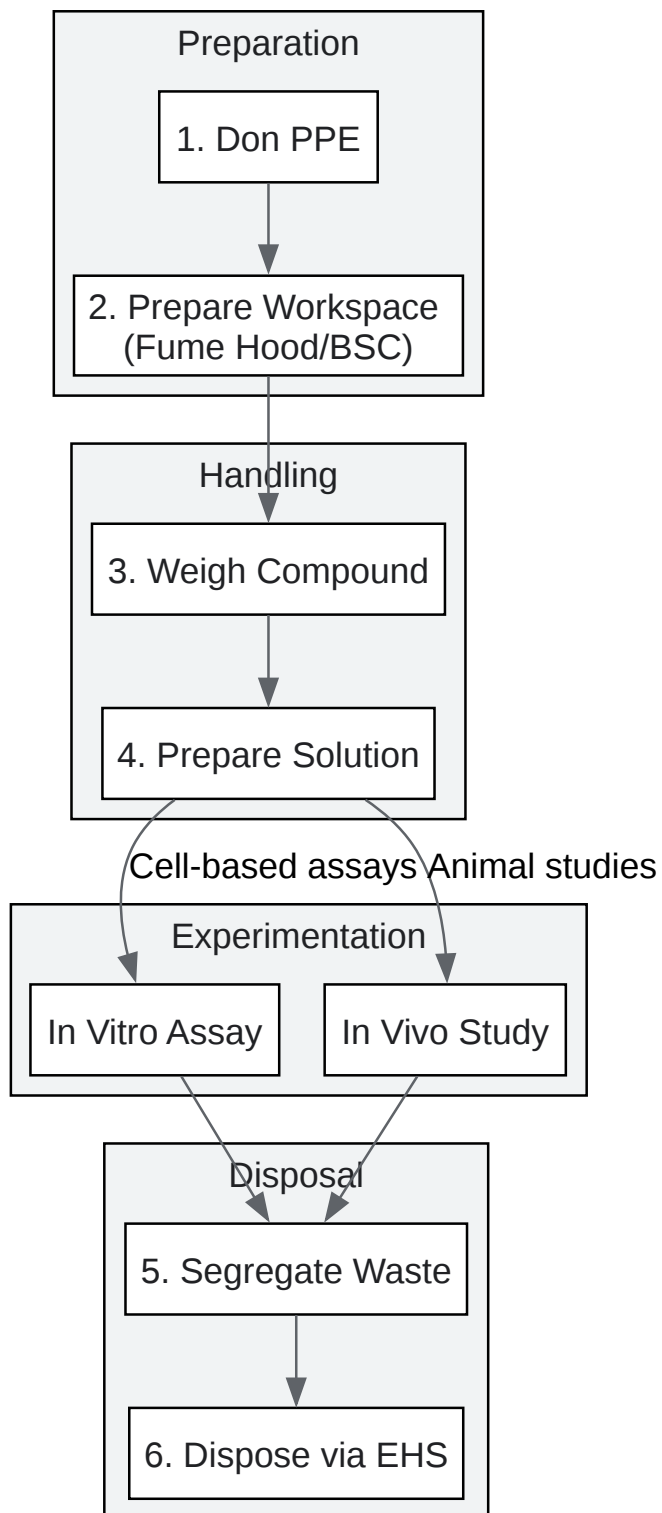 Preparation
1. Don PPE
2. Prepare Workspace
(Fume Hood/BSC)
Handling
3. Weigh Compound
4. Prepare Solution
Cell-based assays
Animal studies
Experimentation
In Vitro Assay
In Vivo Study
Disposal
5. Segregate Waste
6. Dispose via EHS